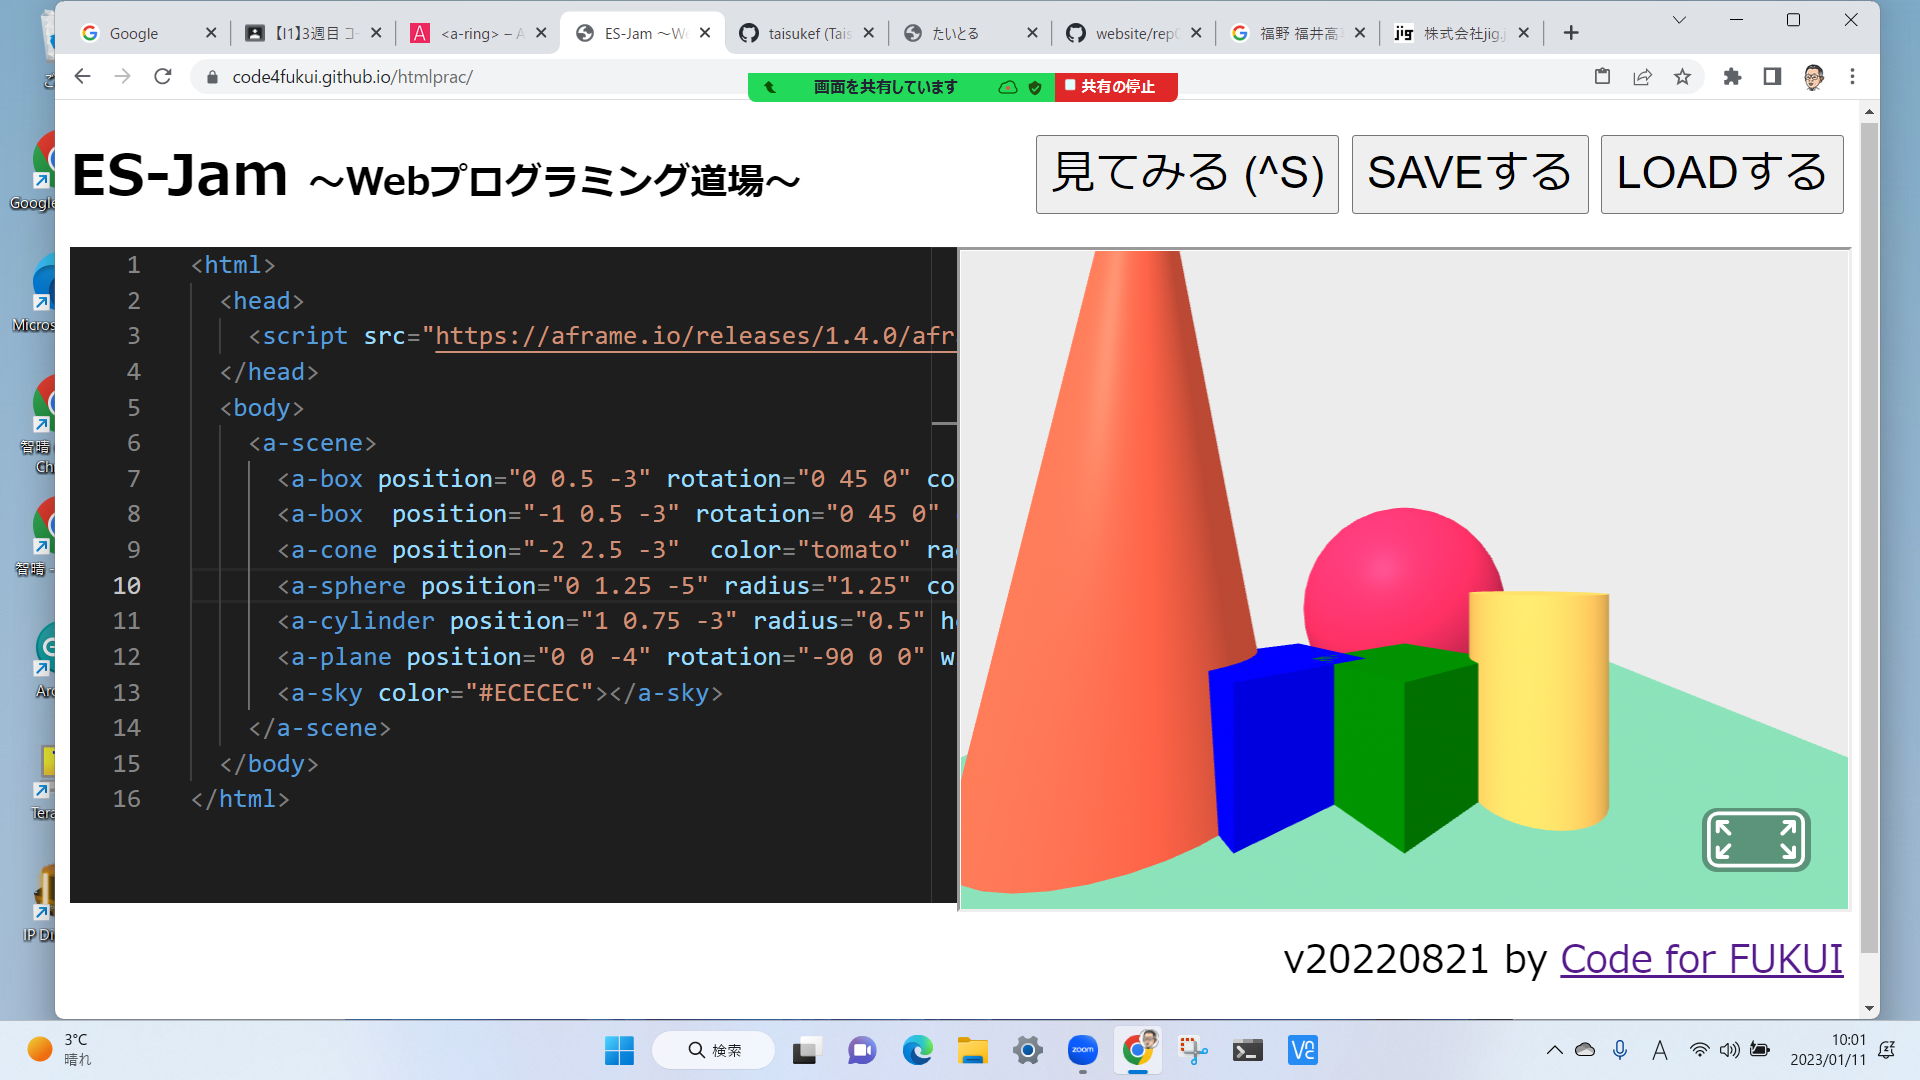 Google
【I1】3週目 コ
<a-ring> – A
ES-Jam ～We
taisukef (Tais
たいとる
website/rep
福野 福井高
jig 株式会社jig.j
code4fukui.github.io/htmlprac/
画面を共有しています
共有の停止
ES-Jam ～Webプログラミング道場～
見てみる (^S)
SAVEする
LOADする
1 <html>
2 <head>
3 <script src="https://aframe.io/releases/1.4.0/afr
4 </head>
5 <body>
6 <a-scene>
7 <a-box position="0 0.5 -3" rotation="0 45 0" co
8 <a-box  position="-1 0.5 -3" rotation="0 45 0"
9 <a-cone position="-2 2.5 -3"  color="tomato" ra
10 <a-sphere position="0 1.25 -5" radius="1.25" co
11 <a-cylinder position="1 0.75 -3" radius="0.5" h
12 <a-plane position="0 0 -4" rotation="-90 0 0" w
13 <a-sky color="#ECECEC"></a-sky>
14 </a-scene>
15 </body>
16 </html>
v20220821 by Code for FUKUI
ご
Google
Micros
智晴
Ch
智晴 -
Ar
Tera
IP Di
3°C
晴れ
検索
zoom
A
10:01
2023/01/11